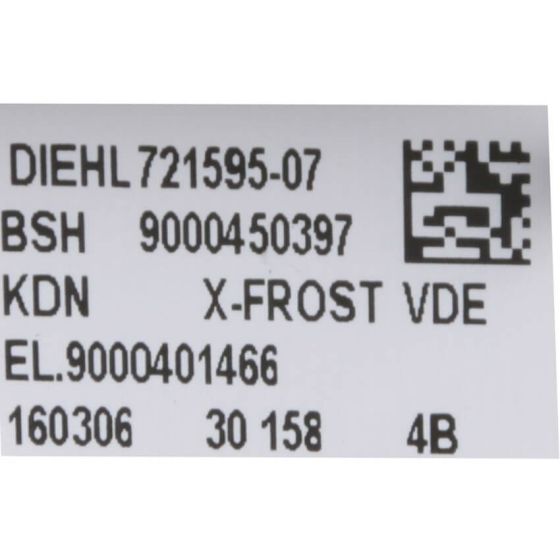 DIEHL 721595-07
BSH 9000450397
KDN X-FROST VDE
EL.9000401466
160306 30 158 4B